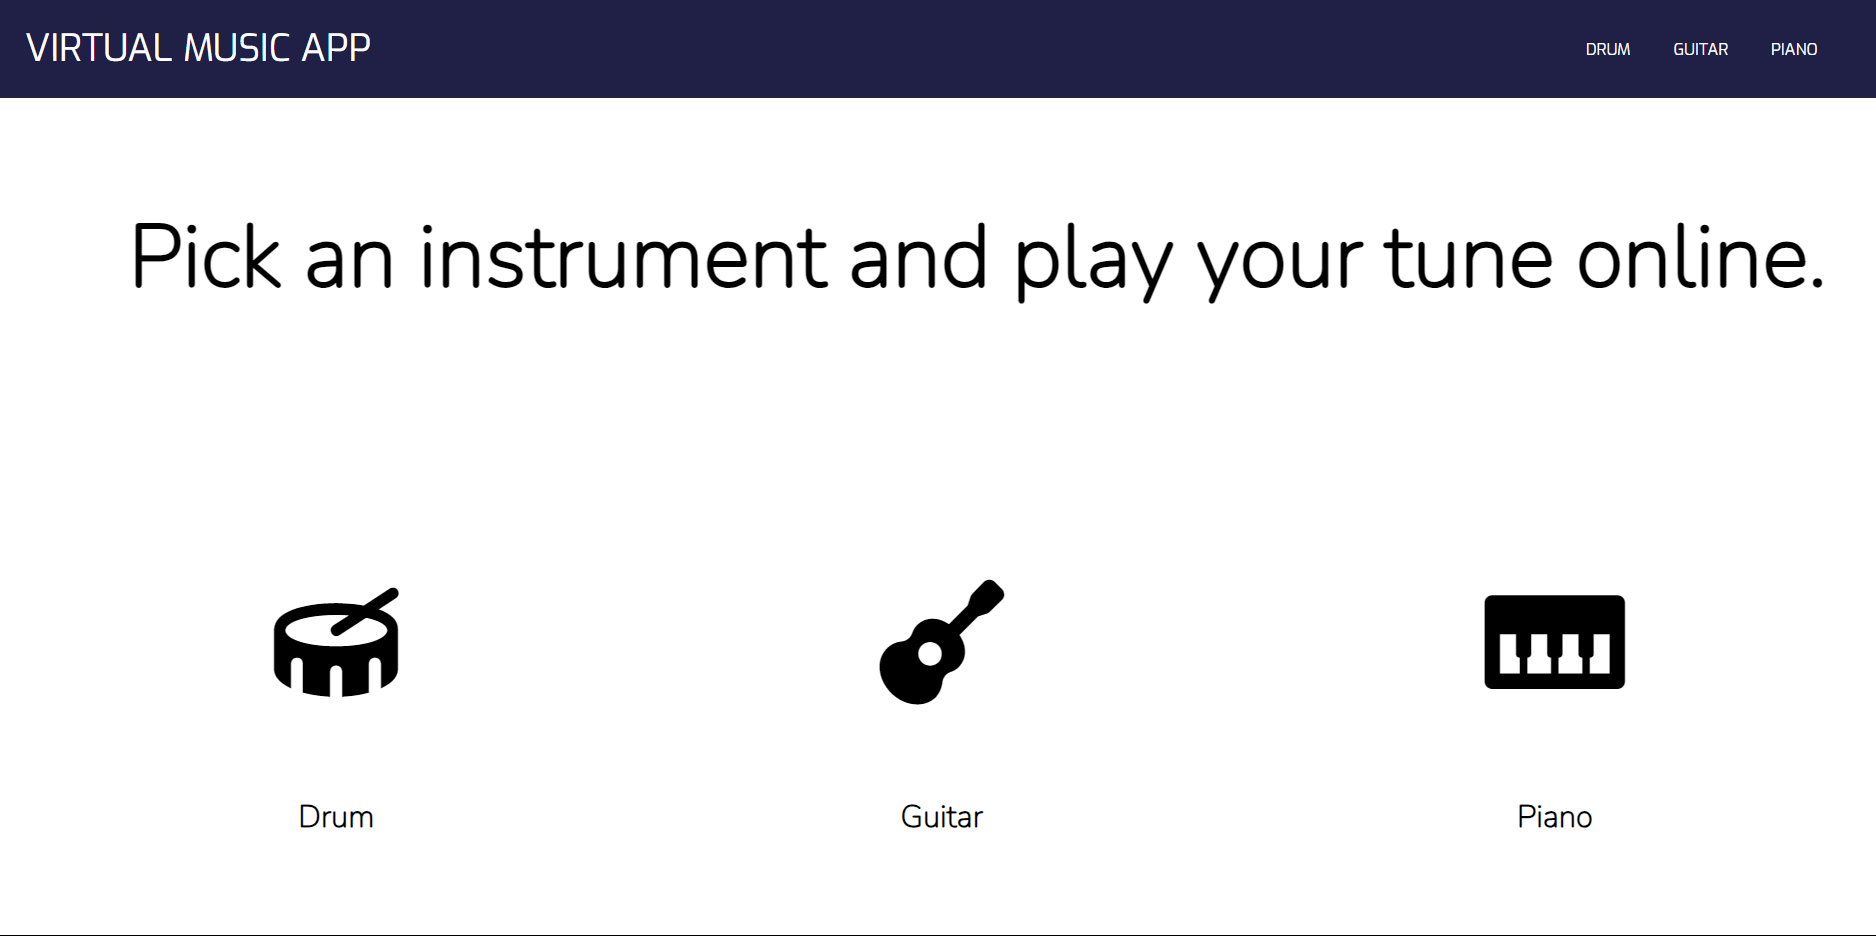 VIRTUAL MUSIC APP
DRUM GUITAR PIANO
Pick an instrument and play your tune online.
Drum
Guitar
Piano